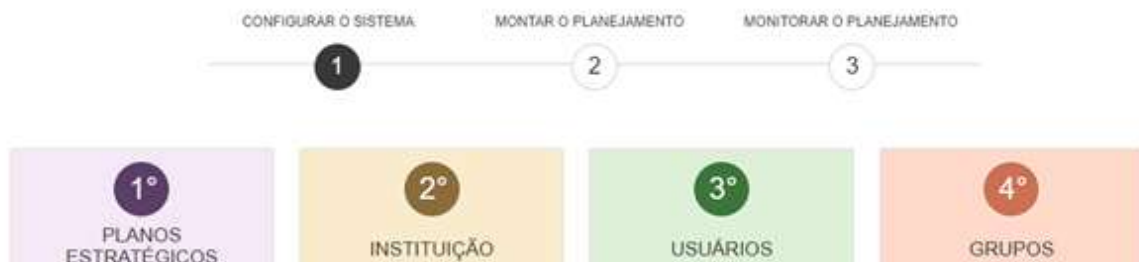 CONFIGURAR O SISTEMA
MONTAR O PLANEJAMENTO
MONITORAR O PLANEJAMENTO
1
2
3
1°
PLANOS
ESTRATÉGICOS
2°
INSTITUIÇÃO
3°
USUÁRIOS
4°
GRUPOS